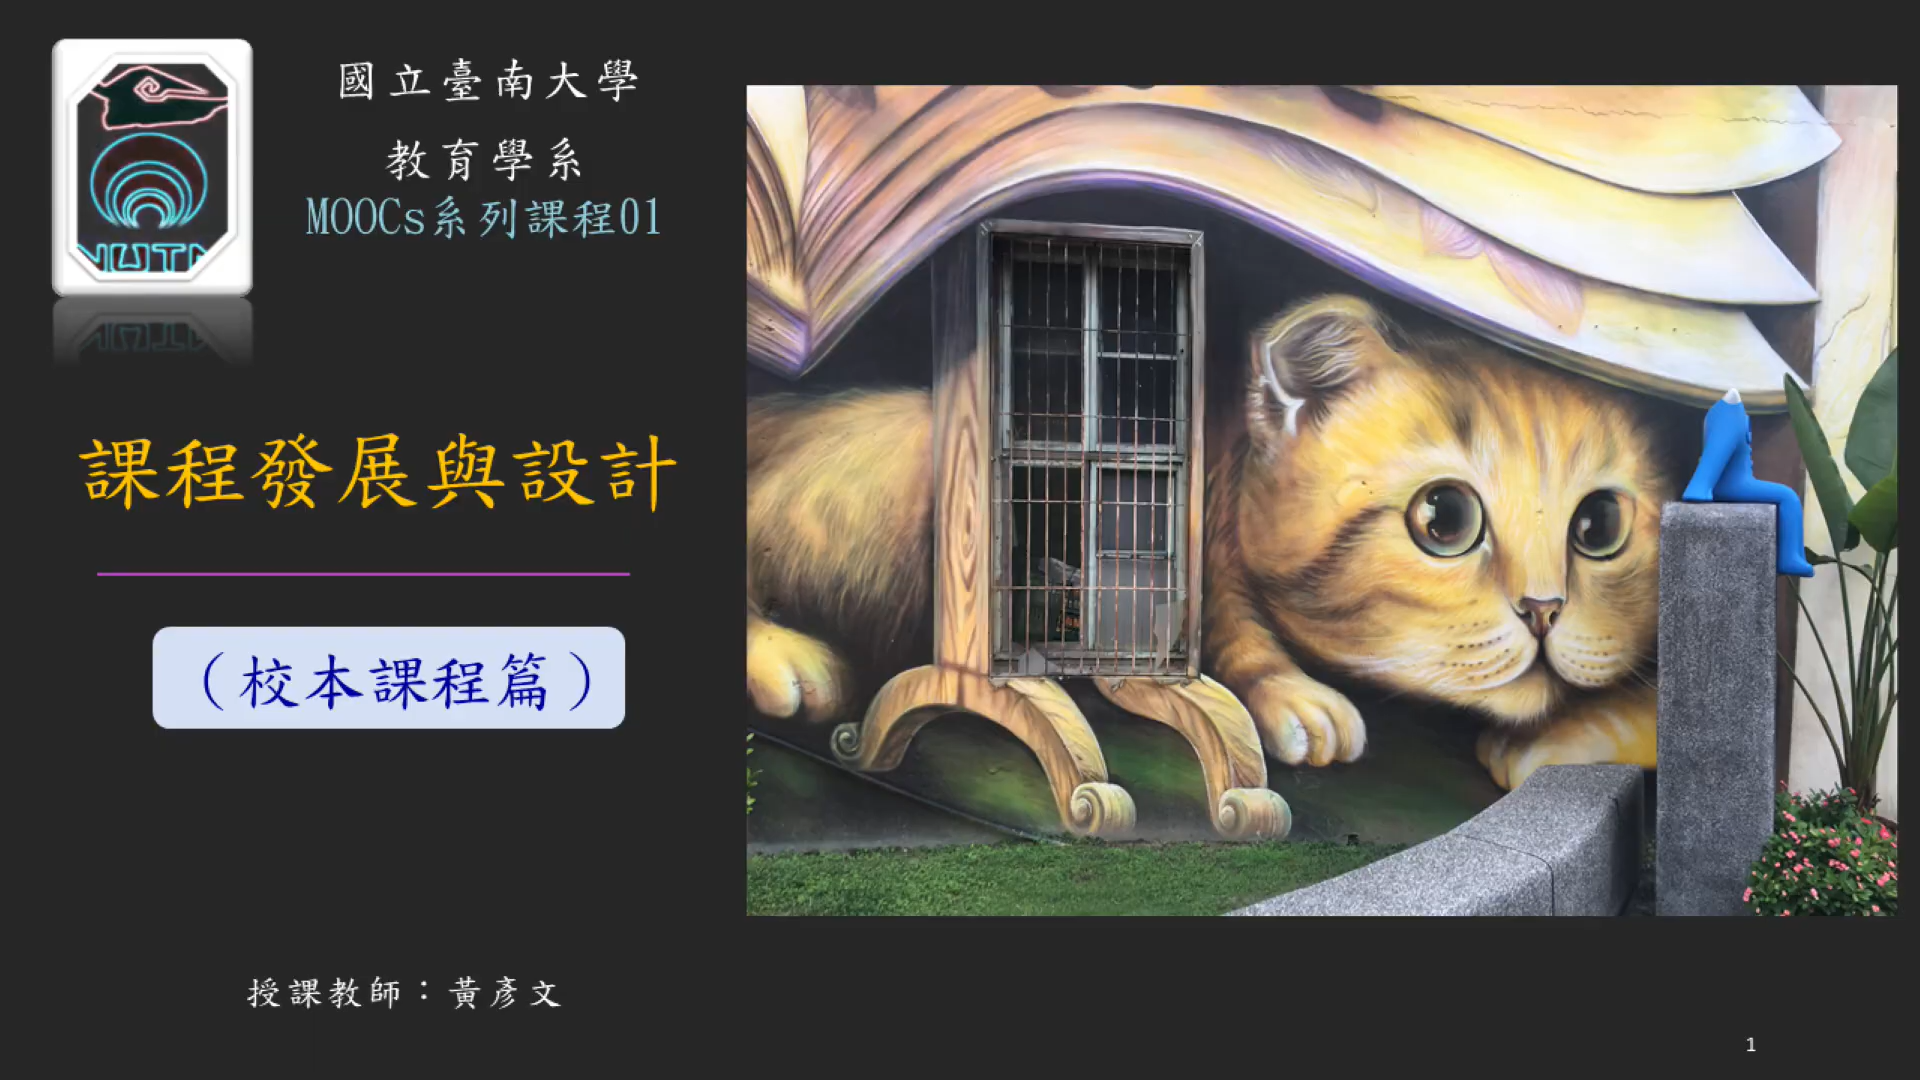 國立臺南大學
教育學系
MOOCs系列課程01
NUTN
課程發展與設計
（校本課程篇）
授課教師：黃彥文
1